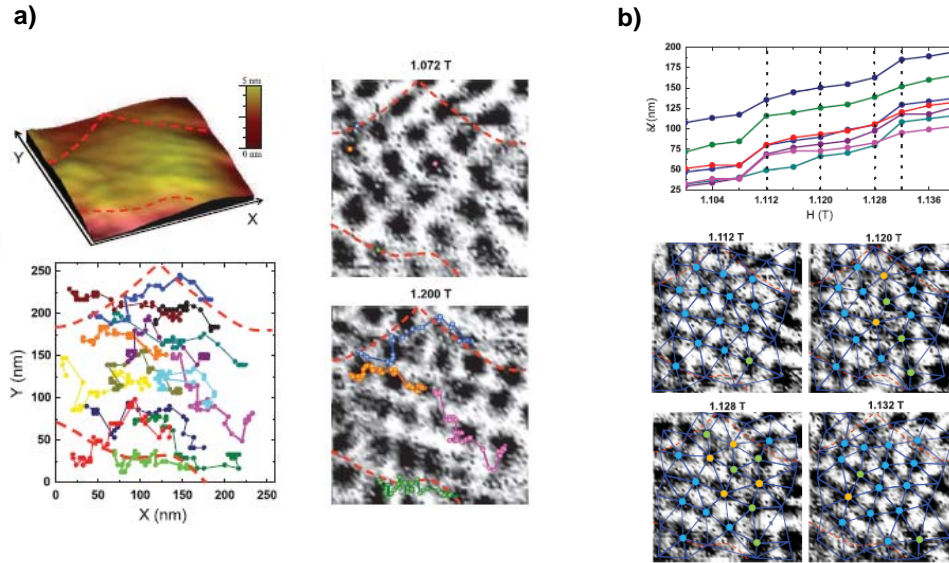 a)
5 nm
0 nm
Y
X
250
200
150
100
50
0
Y (nm)
0 50 100 150 200 250
X (nm)
1.072 T
1.200 T
b)
200
175
150
125
100
75
50
25
(nm)
1.104 1.112 1.120 1.128 1.136
H (T)
1.112 T 1.120 T
1.128 T 1.132 T